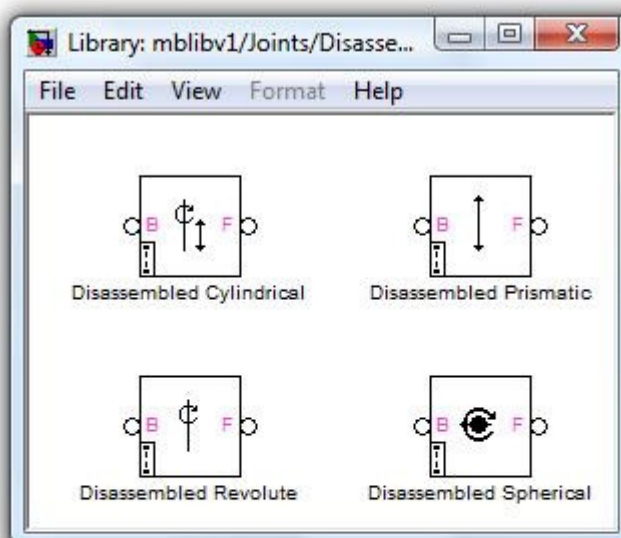 Library: mblibv1/Joints/Disasse...
File Edit View Format Help
B F B F
Disassembled Cylindrical Disassembled Prismatic
B F B F
Disassembled Revolute Disassembled Spherical